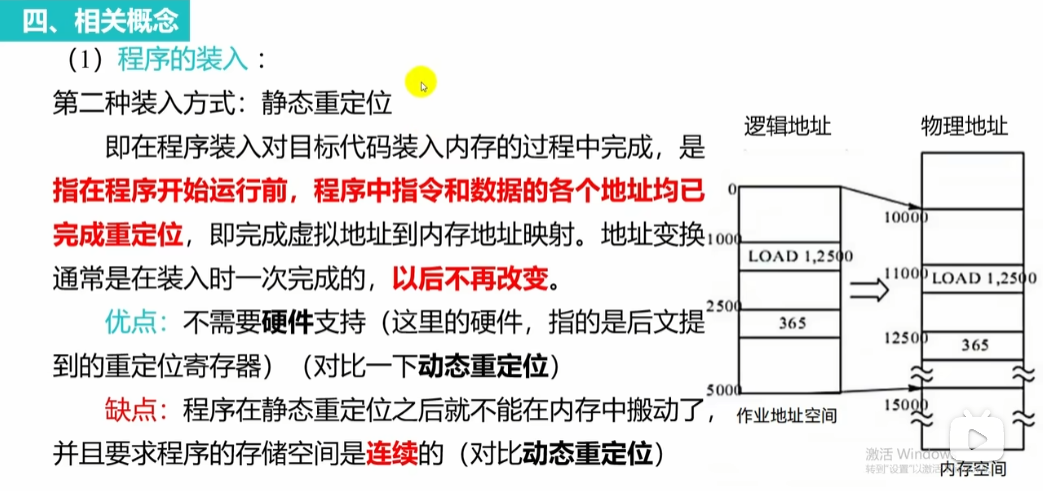 四、相关概念
（1）程序的装入：
第二种装入方式：静态重定位
即在程序装入对目标代码装入内存的过程中完成，是
指在程序开始运行前，程序中指令和数据的各个地址均已
完成重定位，即完成虚拟地址到内存地址映射。地址变换
通常是在装入时一次完成的，以后不再改变。
优点：不需要硬件支持（这里的硬件，指的是后文提
到的重定位寄存器）（对比一下动态重定位）
缺点：程序在静态重定位之后就不能在内存中搬动了，
并且要求程序的存储空间是连续的（对比动态重定位）
逻辑地址
0
1000
LOAD 1,2500
2500
365
5000
作业地址空间
物理地址
10000
11000
LOAD 1,2500
12500
365
15000
内存空间
激活 Window